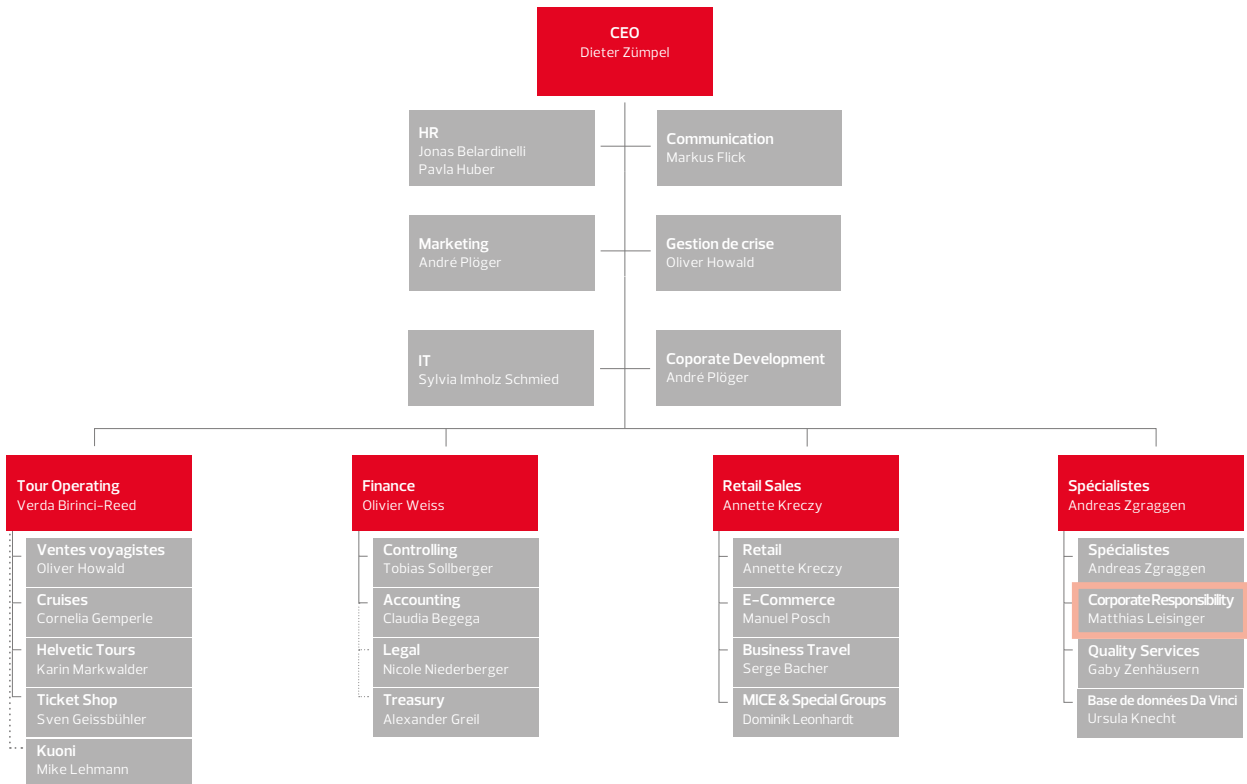 CEO
Dieter Zümpel
HR
Jonas Belardinelli
Pavla Huber
Communication
Markus Flick
Marketing
André Plöger
Gestion de crise
Oliver Howald
IT
Sylvia Imholz Schmied
Coporate Development
André Plöger
Tour Operating
Verda Birinci-Reed
Ventes voyagistes
Oliver Howald
Cruises
Cornelia Gemperle
Helvetic Tours
Karin Markwalder
Ticket Shop
Sven Geissbühler
Kuoni
Mike Lehmann
Finance
Olivier Weiss
Controlling
Tobias Sollberger
Accounting
Claudia Begega
Legal
Nicole Niederberger
Treasury
Alexander Greil
Retail Sales
Annette Kreczy
Retail
Annette Kreczy
E-Commerce
Manuel Posch
Business Travel
Serge Bacher
MICE & Special Groups
Dominik Leonhardt
Spécialistes
Andreas Zgraggen
Spécialistes
Andreas Zgraggen
Corporate Responsibility
Matthias Leisinger
Quality Services
Gaby Zenhäusern
Base de données Da Vinci
Ursula Knecht